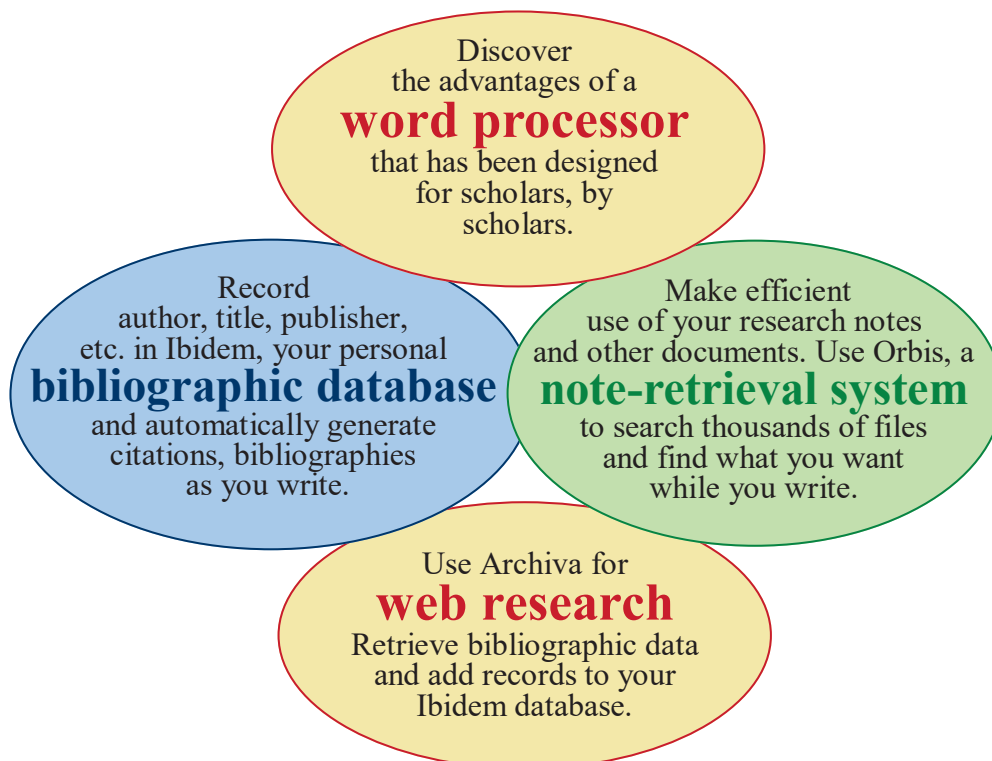 Discover
the advantages of a
word processor
that has been designed
for scholars, by
scholars.
Record
author, title, publisher,
etc. in Ibidem, your personal
bibliographic database
and automatically generate
citations, bibliographies
as you write.
Make efficient
use of your research notes
and other documents. Use Orbis, a
note-retrieval system
to search thousands of files
and find what you want
while you write.
Use Archiva for
web research
Retrieve bibliographic data
and add records to your
Ibidem database.